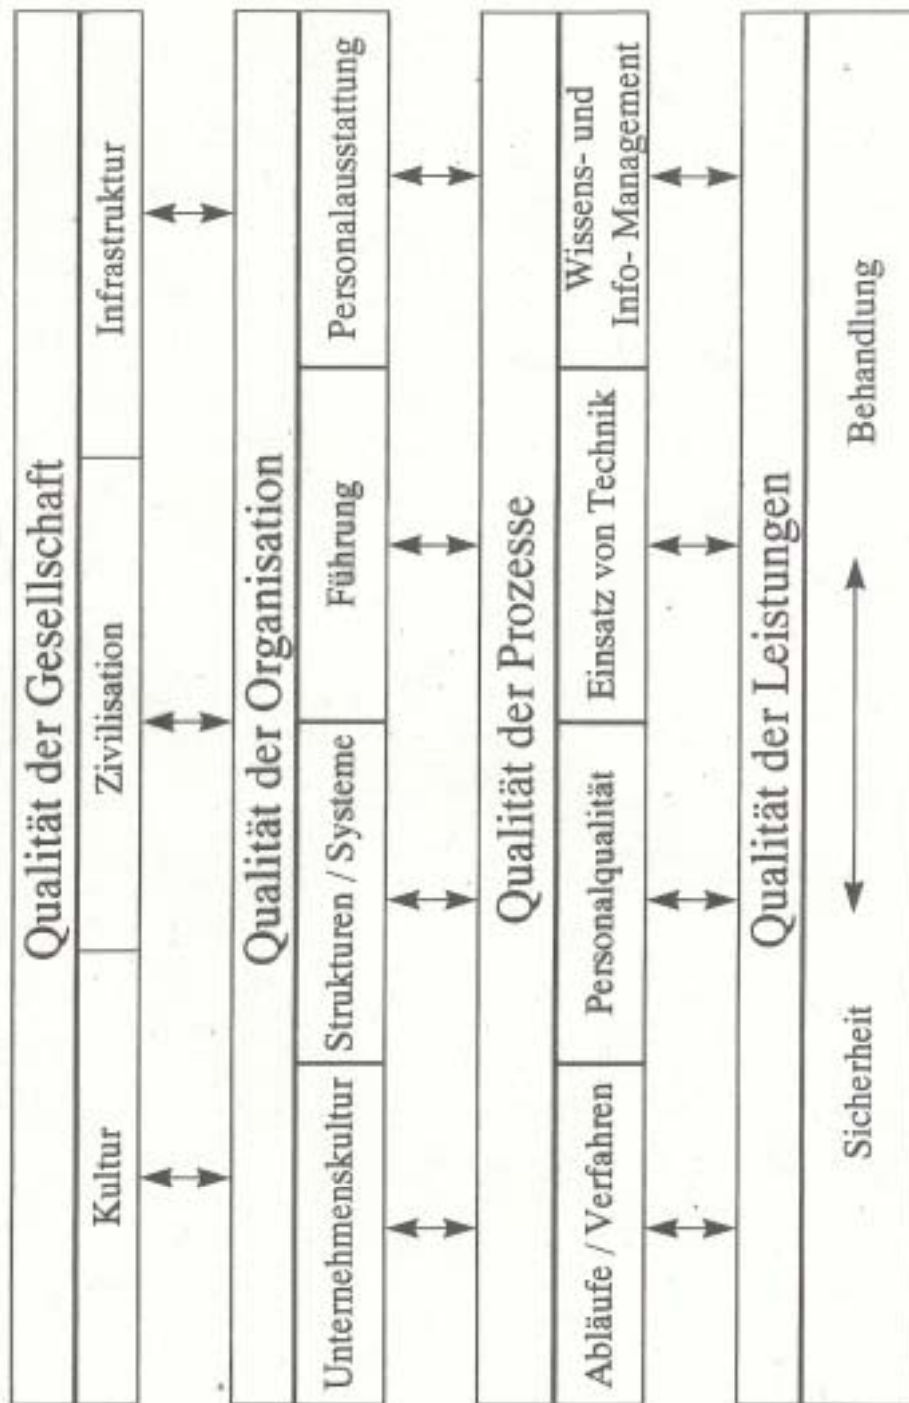 Qualität der Gesellschaft
Kultur
Zivilisation
Infrastruktur
Qualität der Organisation
Unternehmenskultur
Strukturen / Systeme
Führung
Personalausstattung
Qualität der Prozesse
Abläufe / Verfahren
Personalqualität
Einsatz von Technik
Wissens- und
Info- Management
Qualität der Leistungen
Sicherheit
Behandlung